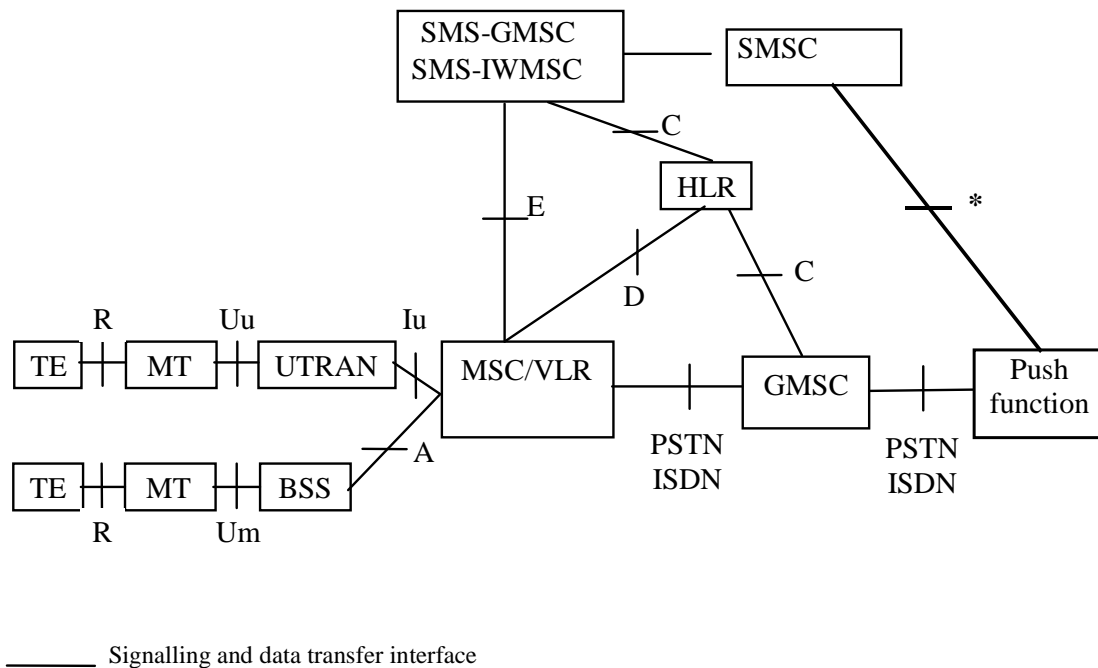 SMS-GMSC
SMS-IWMSC
SMSC
C
HLR
E
*
D
C
R
Uu
Iu
TE
MT
UTRAN
MSC/VLR
GMSC
Push
function
A
PSTN
ISDN
PSTN
ISDN
TE
MT
BSS
R
Um
Signalling and data transfer interface